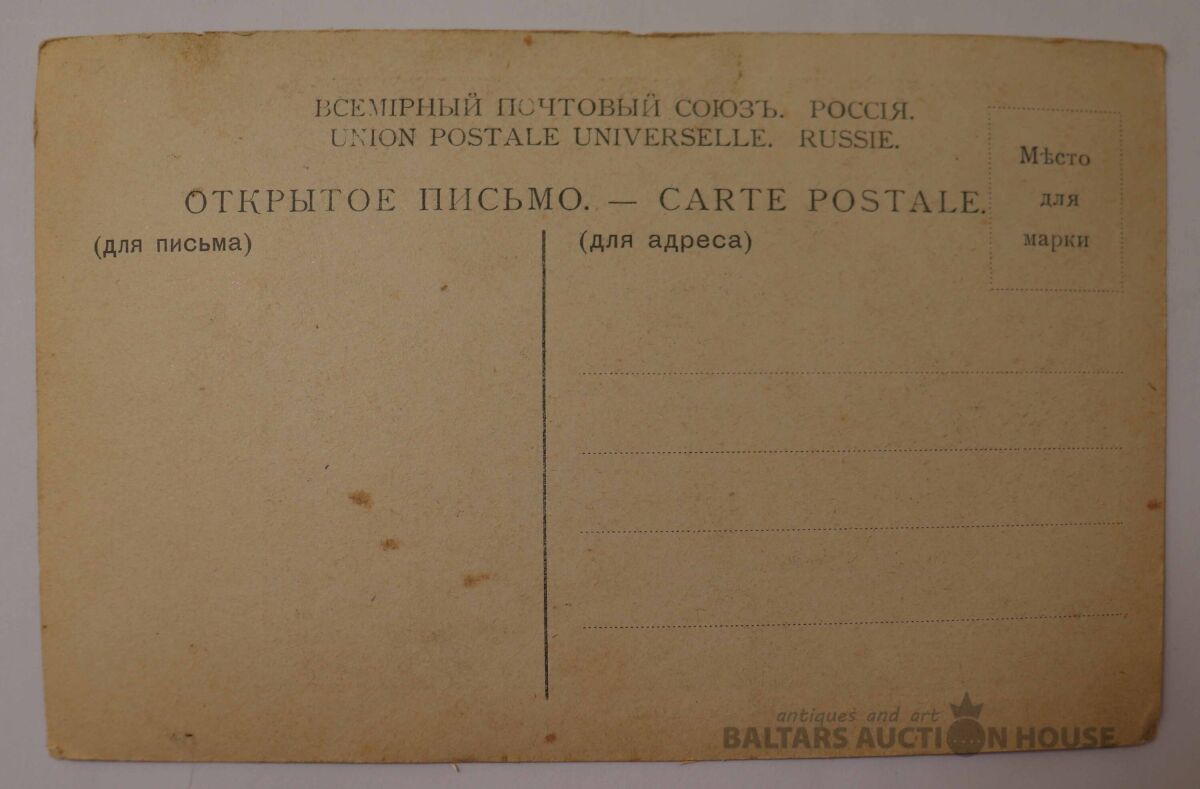 ВСЕМІРНЫЙ ПОЧТОВЫЙ СОЮЗЪ. РОССІЯ.
UNION POSTALE UNIVERSELLE. RUSSIE.
ОТКРЫТОЕ ПИСЬМО. — CARTE POSTALE.
Мѣсто
для
марки
(для письма)
(для адреса)
antiques and art
BALTARS AUCTION HOUSE